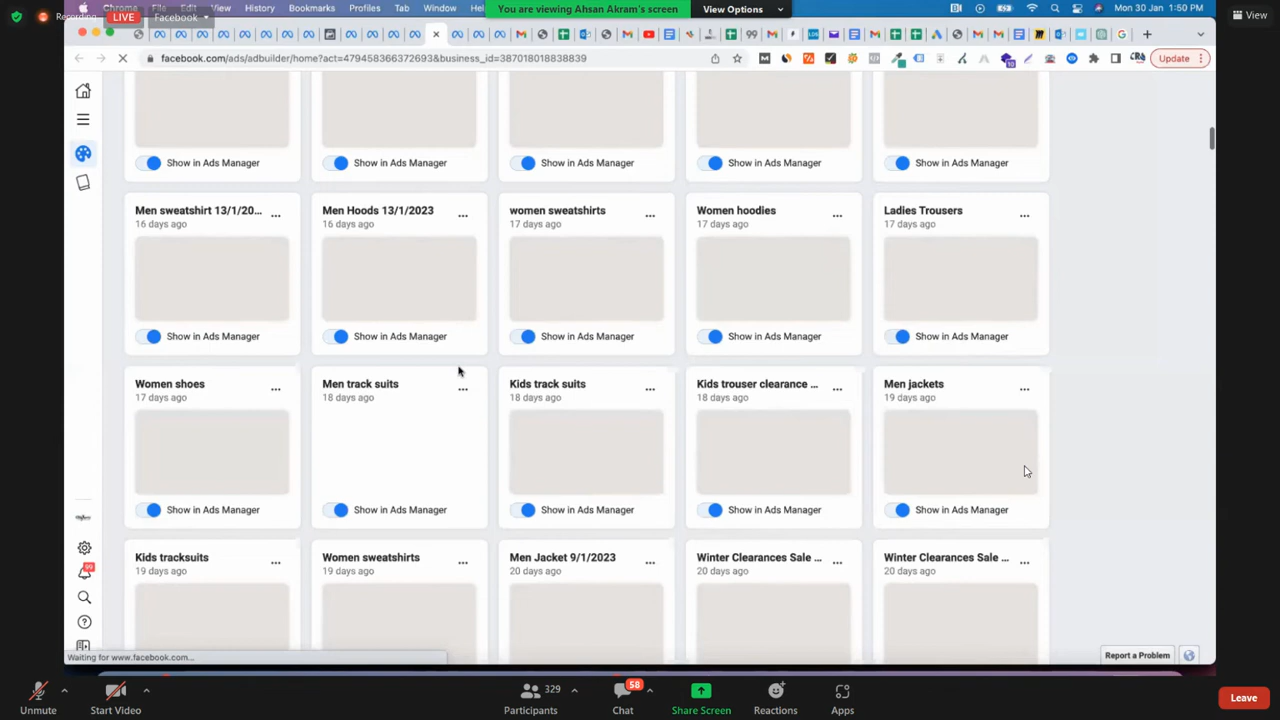 Recording
LIVE
Facebook
Chrome File Edit View History Bookmarks Profiles Tab Window Help
You are viewing Ahsan Akram's screen
View Options
Mon 30 Jan 1:50 PM
View
facebook.com/ads/adbuilder/home?act=479458366372693&business_id=387018018838839
Update
Show in Ads Manager Show in Ads Manager Show in Ads Manager Show in Ads Manager Show in Ads Manager
Men sweatshirt 13/1/20... Men Hoods 13/1/2023 women sweatshirts Women hoodies Ladies Trousers
16 days ago 16 days ago 17 days ago 17 days ago 17 days ago
Show in Ads Manager Show in Ads Manager Show in Ads Manager Show in Ads Manager Show in Ads Manager
Women shoes Men track suits Kids track suits Kids trouser clearance ... Men jackets
17 days ago 18 days ago 18 days ago 18 days ago 19 days ago
Show in Ads Manager Show in Ads Manager Show in Ads Manager Show in Ads Manager Show in Ads Manager
Kids tracksuits Women sweatshirts Men Jacket 9/1/2023 Winter Clearances Sale ... Winter Clearances Sale ...
19 days ago 19 days ago 20 days ago 20 days ago 20 days ago
99
Waiting for www.facebook.com...
Report a Problem
329
58
Unmute Start Video Participants Chat Share Screen Reactions Apps
Leave